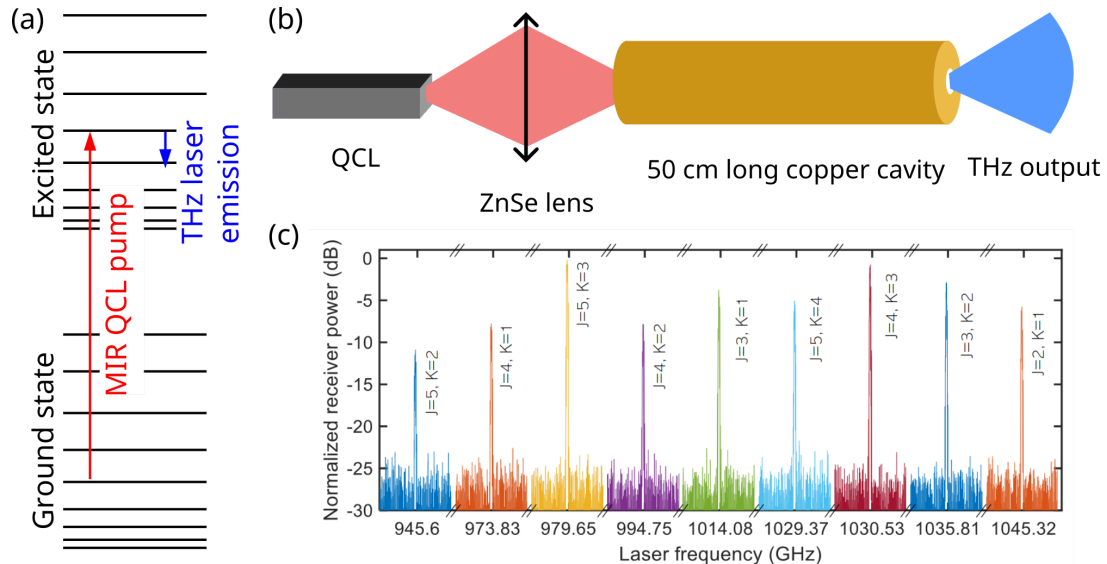 (a)
Excited state
Ground state
MIR QCL pump
THz laser
emission
(b)
QCL
ZnSe lens
50 cm long copper cavity
THz output
(c)
Normalized receiver power (dB)
0
-5
-10
-15
-20
-25
-30
J=5, K=2
J=4, K=1
J=5, K=3
J=4, K=2
J=3, K=1
J=5, K=4
J=4, K=3
J=3, K=2
J=2, K=1
945.6
973.83
979.65
994.75
1014.08
1029.37
1030.53
1035.81
1045.32
Laser frequency (GHz)